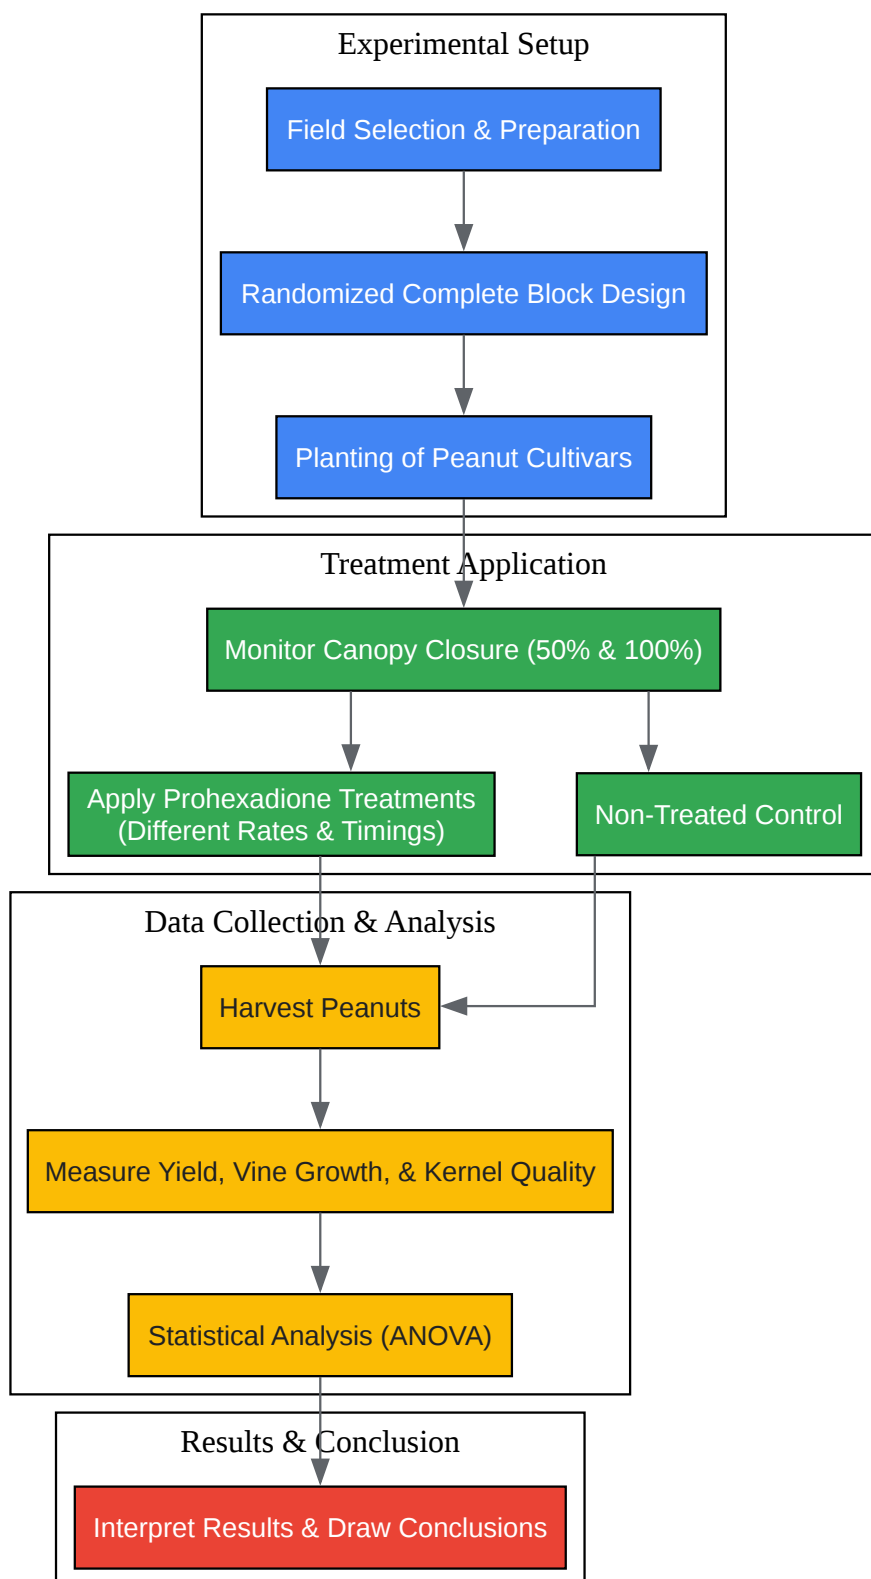 Experimental Setup
Field Selection & Preparation
Randomized Complete Block Design
Planting of Peanut Cultivars
Treatment Application
Monitor Canopy Closure (50% & 100%)
Apply Prohexadione Treatments
(Different Rates & Timings)
Non-Treated Control
Data Collection & Analysis
Harvest Peanuts
Measure Yield, Vine Growth, & Kernel Quality
Statistical Analysis (ANOVA)
Results & Conclusion
Interpret Results & Draw Conclusions